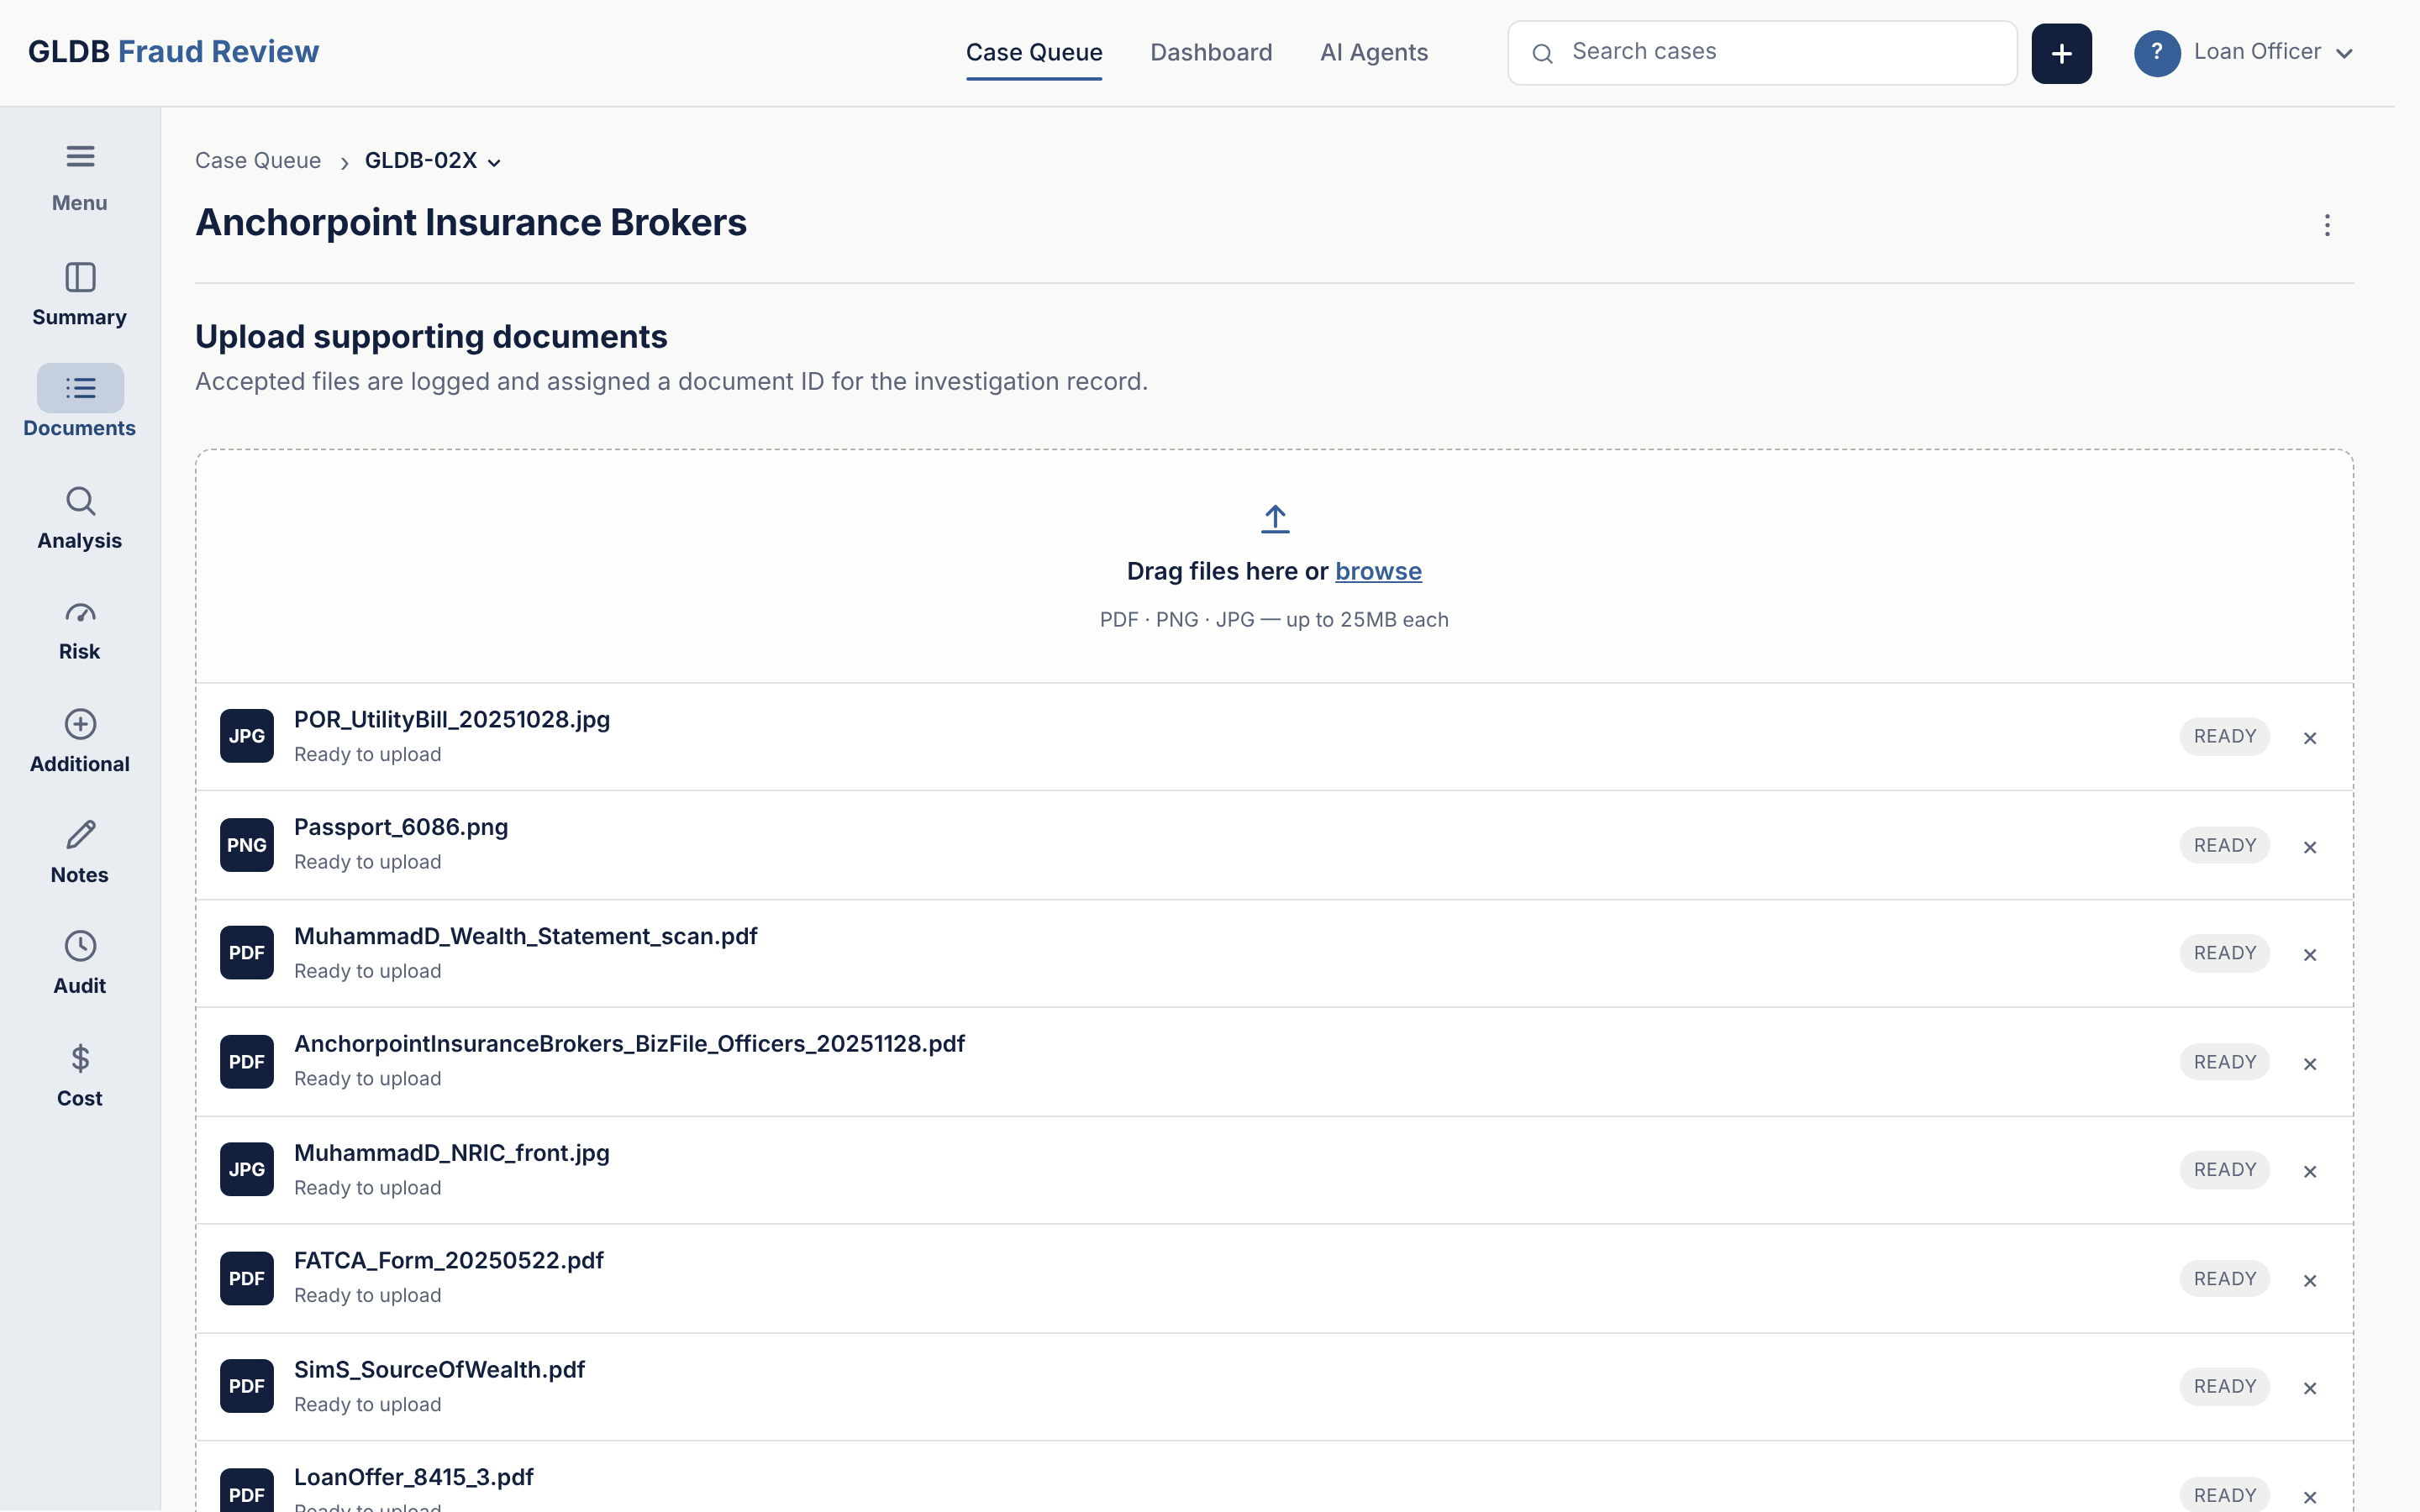 GLDB Fraud Review
Case Queue
Dashboard
AI Agents
Search cases
+
?
Loan Officer
Menu
Summary
Documents
Analysis
Risk
Additional
Notes
Audit
$
Cost
Case Queue › GLDB-02X
Anchorpoint Insurance Brokers
Upload supporting documents
Accepted files are logged and assigned a document ID for the investigation record.
Drag files here or browse
PDF · PNG · JPG — up to 25MB each
JPG
POR_UtilityBill_20251028.jpg
Ready to upload
READY
×
PNG
Passport_6086.png
Ready to upload
READY
×
PDF
MuhammadD_Wealth_Statement_scan.pdf
Ready to upload
READY
×
PDF
AnchorpointInsuranceBrokers_BizFile_Officers_20251128.pdf
Ready to upload
READY
×
JPG
MuhammadD_NRIC_front.jpg
Ready to upload
READY
×
PDF
FATCA_Form_20250522.pdf
Ready to upload
READY
×
PDF
SimS_SourceOfWealth.pdf
Ready to upload
READY
×
PDF
LoanOffer_8415_3.pdf
Ready to upload
READY
×